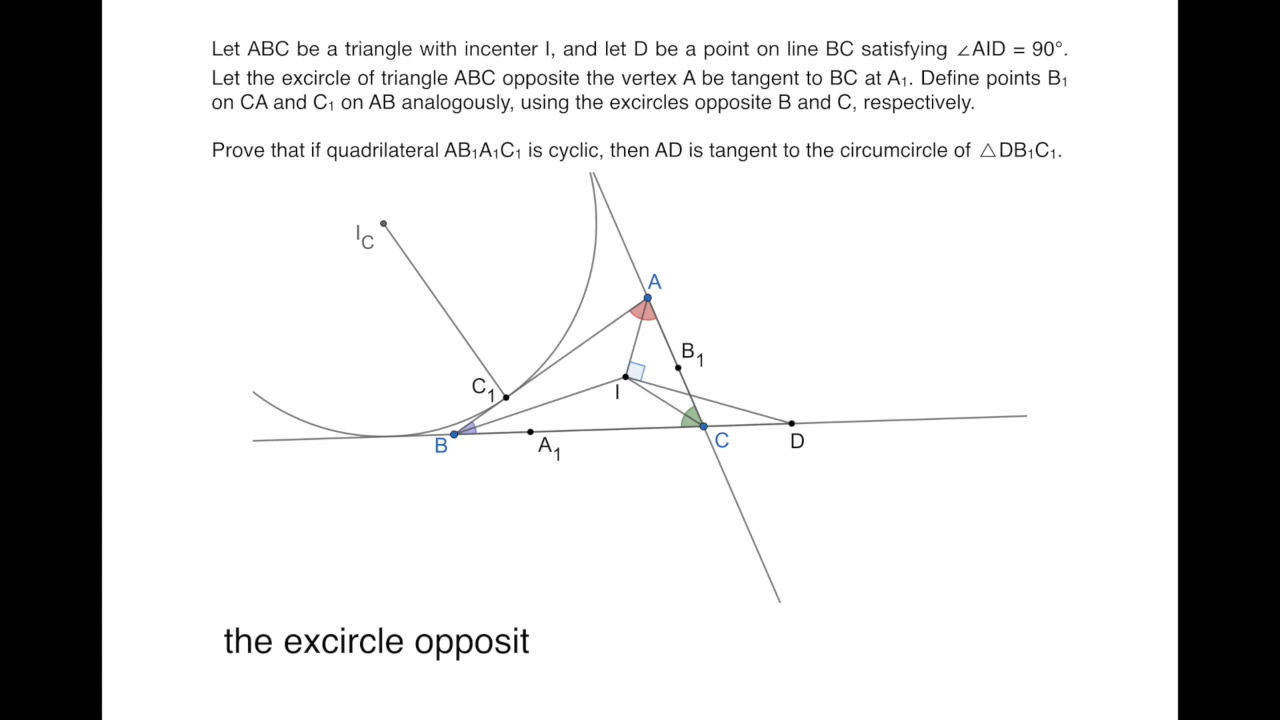 Let ABC be a triangle with incenter I, and let D be a point on line BC satisfying ∠AID = 90°.
Let the excircle of triangle ABC opposite the vertex A be tangent to BC at A₁. Define points B₁
on CA and C₁ on AB analogously, using the excircles opposite B and C, respectively.
Prove that if quadrilateral AB₁A₁C₁ is cyclic, then AD is tangent to the circumcircle of △DB₁C₁.
I_C
A
B₁
C₁
I
B
A₁
C
D
the excircle opposit